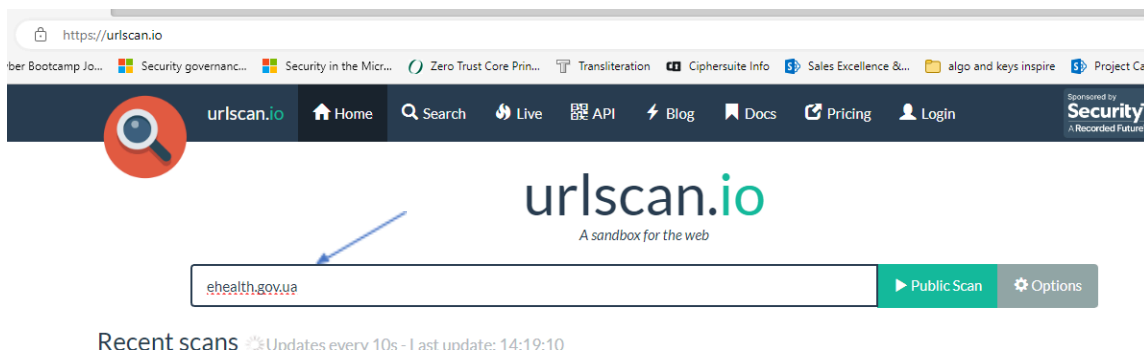 https://urlscan.io
ber Bootcamp Jo... Security governanc... Security in the Micr... Zero Trust Core Prin... Transliteration Ciphersuite Info Sales Excellence &... algo and keys inspire Project Ca
urlscan.io Home Search Live API Blog Docs Pricing Login
Sponsored by
Security
A Recorded Future
urlscan.io
A sandbox for the web
ehealth.gov.ua Public Scan Options
Recent scans Updates every 10s - Last update: 14:19:10